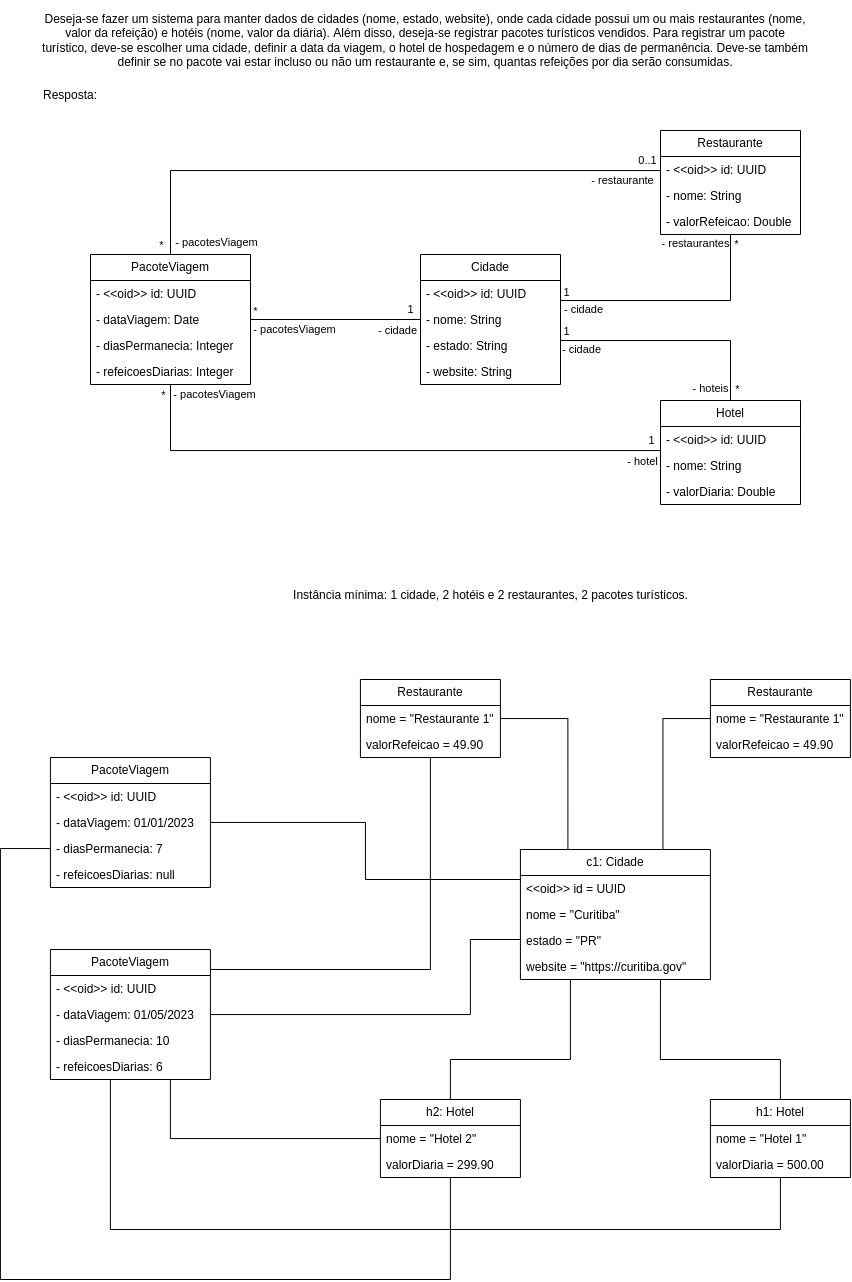 Deseja-se fazer um sistema para manter dados de cidades (nome, estado, website), onde cada cidade possui um ou mais restaurantes (nome,
valor da refeição) e hotéis (nome, valor da diária). Além disso, deseja-se registrar pacotes turísticos vendidos. Para registrar um pacote
turístico, deve-se escolher uma cidade, definir a data da viagem, o hotel de hospedagem e o número de dias de permanência. Deve-se também
definir se no pacote vai estar incluso ou não um restaurante e, se sim, quantas refeições por dia serão consumidas.
Resposta:
Restaurante
- <<oid>> id: UUID
- nome: String
- valorRefeicao: Double
0..1
- restaurante
- restaurantes *
* - pacotesViagem
PacoteViagem
- <<oid>> id: UUID
- dataViagem: Date
- diasPermanecia: Integer
- refeicoesDiarias: Integer
*
- pacotesViagem
1
- cidade
Cidade
- <<oid>> id: UUID
- nome: String
- estado: String
- website: String
1
- cidade
1
- cidade
* - pacotesViagem
- hoteis *
1
- hotel
Hotel
- <<oid>> id: UUID
- nome: String
- valorDiaria: Double
Instância mínima: 1 cidade, 2 hotéis e 2 restaurantes, 2 pacotes turísticos.
Restaurante
nome = "Restaurante 1"
valorRefeicao = 49.90
Restaurante
nome = "Restaurante 1"
valorRefeicao = 49.90
PacoteViagem
- <<oid>> id: UUID
- dataViagem: 01/01/2023
- diasPermanecia: 7
- refeicoesDiarias: null
c1: Cidade
<<oid>> id = UUID
nome = "Curitiba"
estado = "PR"
website = "https://curitiba.gov"
PacoteViagem
- <<oid>> id: UUID
- dataViagem: 01/05/2023
- diasPermanecia: 10
- refeicoesDiarias: 6
h2: Hotel
nome = "Hotel 2"
valorDiaria = 299.90
h1: Hotel
nome = "Hotel 1"
valorDiaria = 500.00